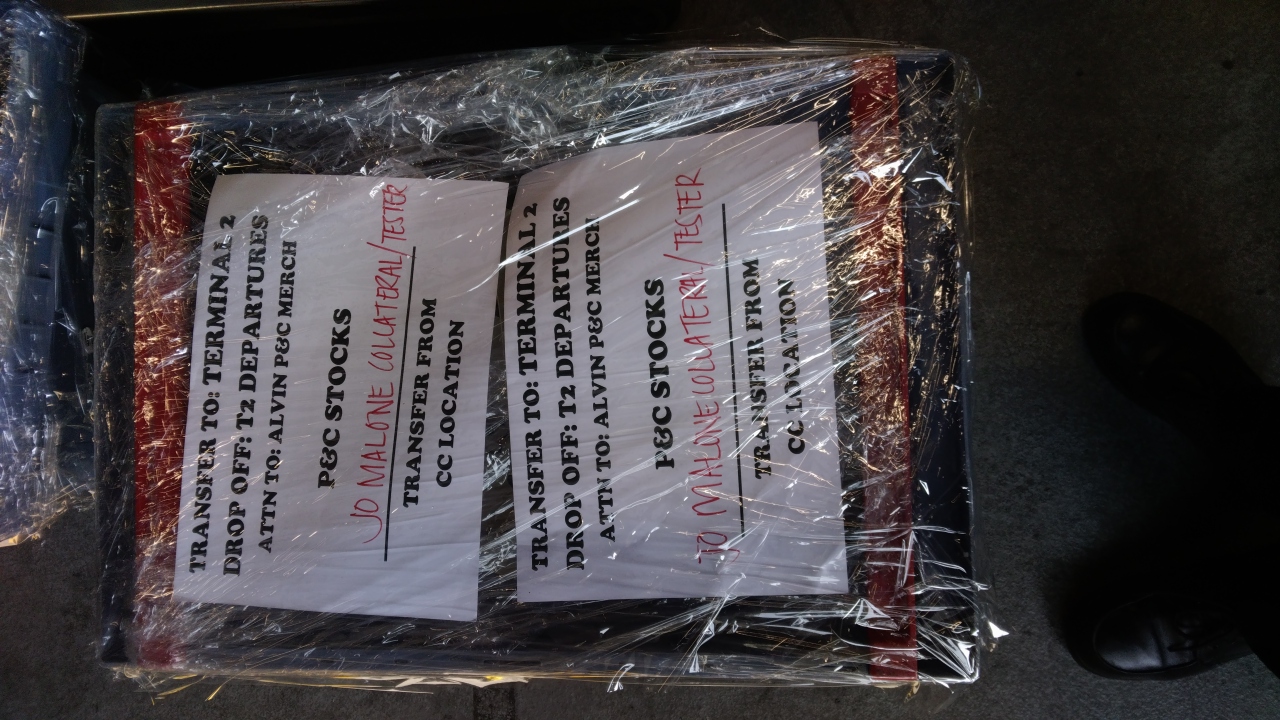 TRANSFER TO: TERMINAL 2
DROP OFF: T2 DEPARTURES
ATTN TO: ALVIN P&C MERCH
P&C STOCKS
JO MALONE COLLATERAL/TESTER
TRANSFER FROM
CC LOCATION
TRANSFER TO: TERMINAL 2
DROP OFF: T2 DEPARTURES
ATTN TO: ALVIN P&C MERCH
P&C STOCKS
JO MALONE COLLATERAL/TESTER
TRANSFER FROM
CC LOCATION